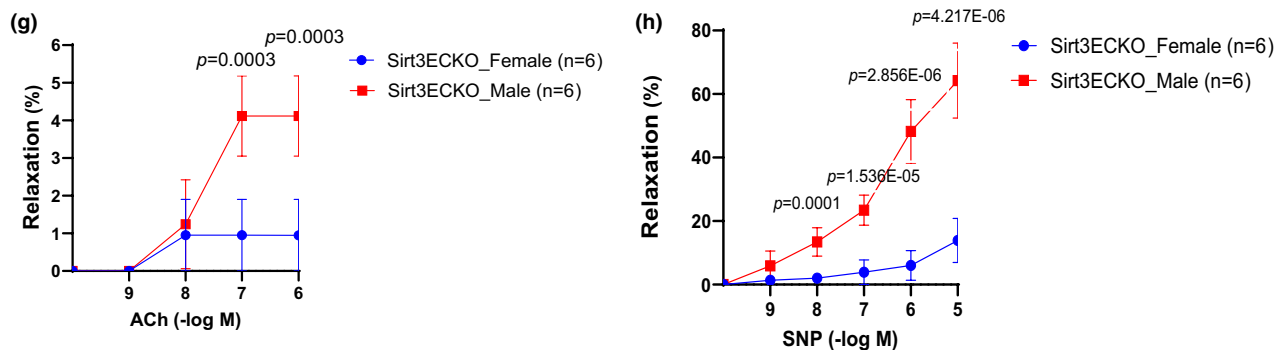 (g)
p=0.0003
p=0.0003
Sirt3ECKO_Female (n=6)
Sirt3ECKO_Male (n=6)
Relaxation (%)
6
5
4
3
2
1
0
9 8 7 6
ACh (-log M)
(h)
p=4.217E-06
p=2.856E-06
p=1.536E-05
p=0.0001
Sirt3ECKO_Female (n=6)
Sirt3ECKO_Male (n=6)
Relaxation (%)
80
60
40
20
0
9 8 7 6 5
SNP (-log M)